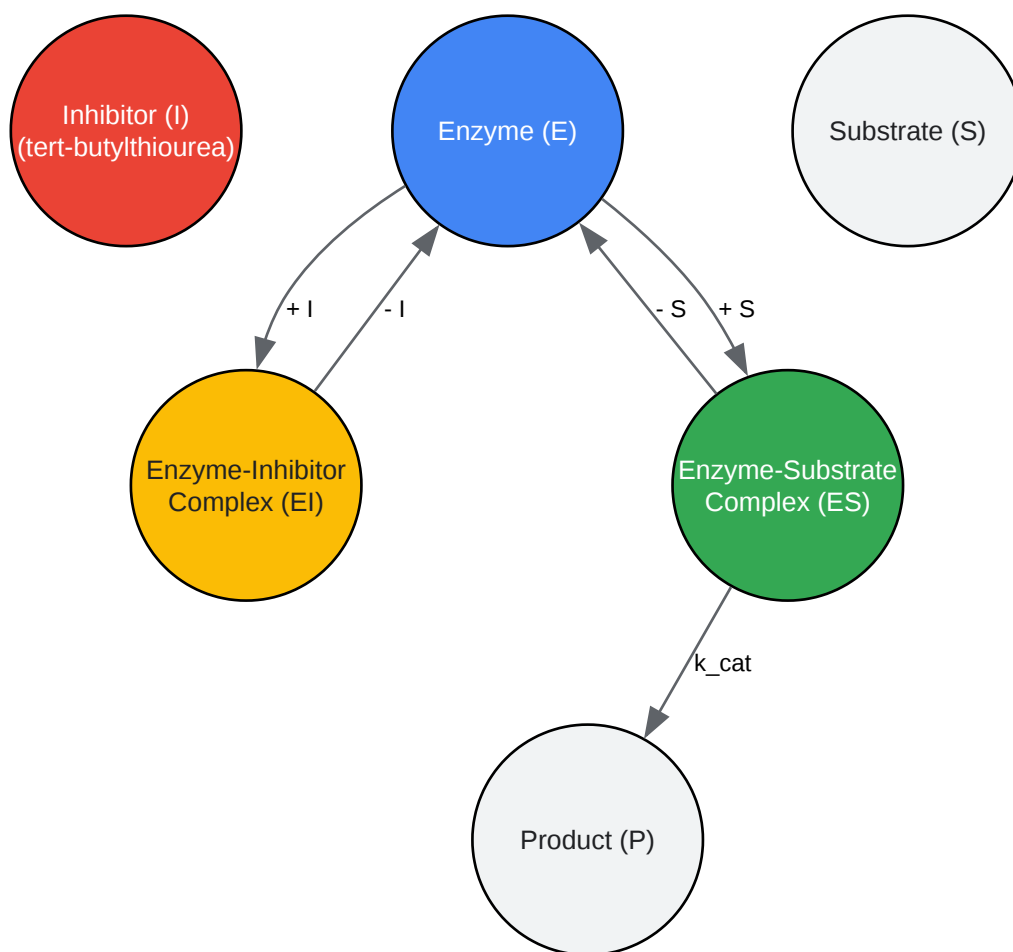 Inhibitor (I)
(tert-butylthiourea)
Enzyme (E)
Substrate (S)
+ I
- I
- S
+ S
Enzyme-Inhibitor
Complex (EI)
Enzyme-Substrate
Complex (ES)
k_cat
Product (P)